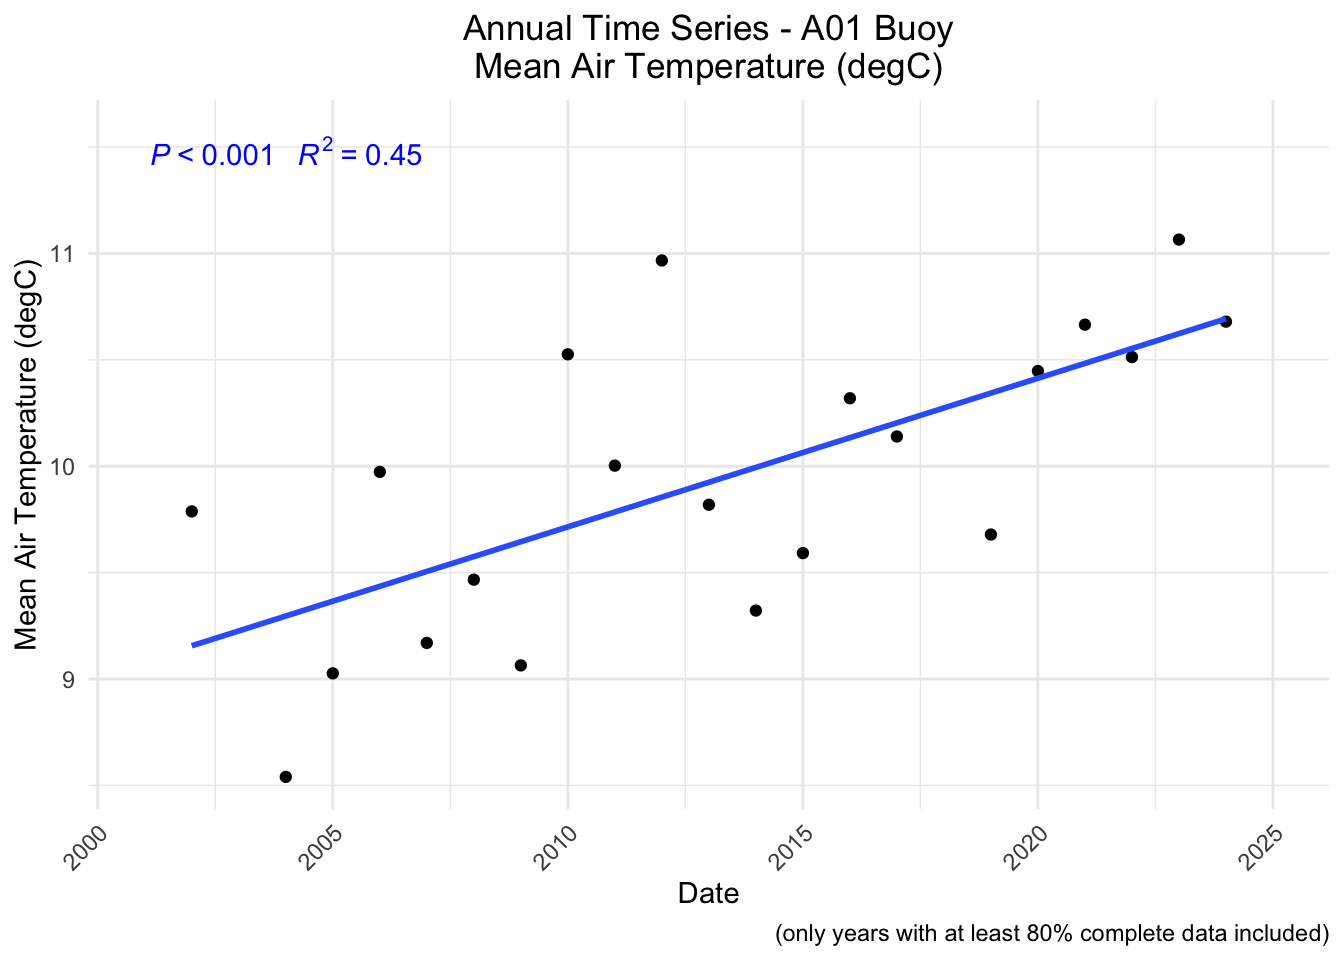 Annual Time Series - A01 Buoy
Mean Air Temperature (degC)
P < 0.001 R² = 0.45
Mean Air Temperature (degC)
11
10
9
2000
2005
2010
2015
2020
2025
Date
(only years with at least 80% complete data included)